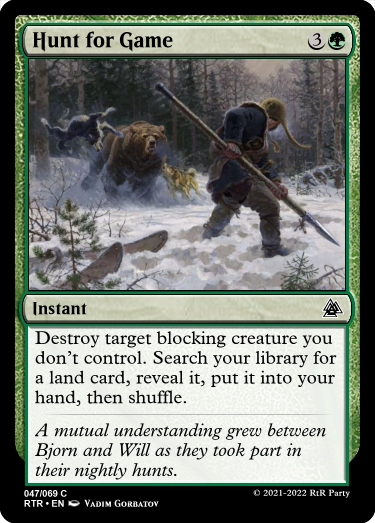 Hunt for Game 3
Instant
Destroy target blocking creature you
don't control. Search your library for
a land card, reveal it, put it into your
hand, then shuffle.
A mutual understanding grew between
Bjorn and Will as they took part in
their nightly hunts.
047/069 C © 2021-2022 RtR Party
RTR • EN Vadim Gorbatov